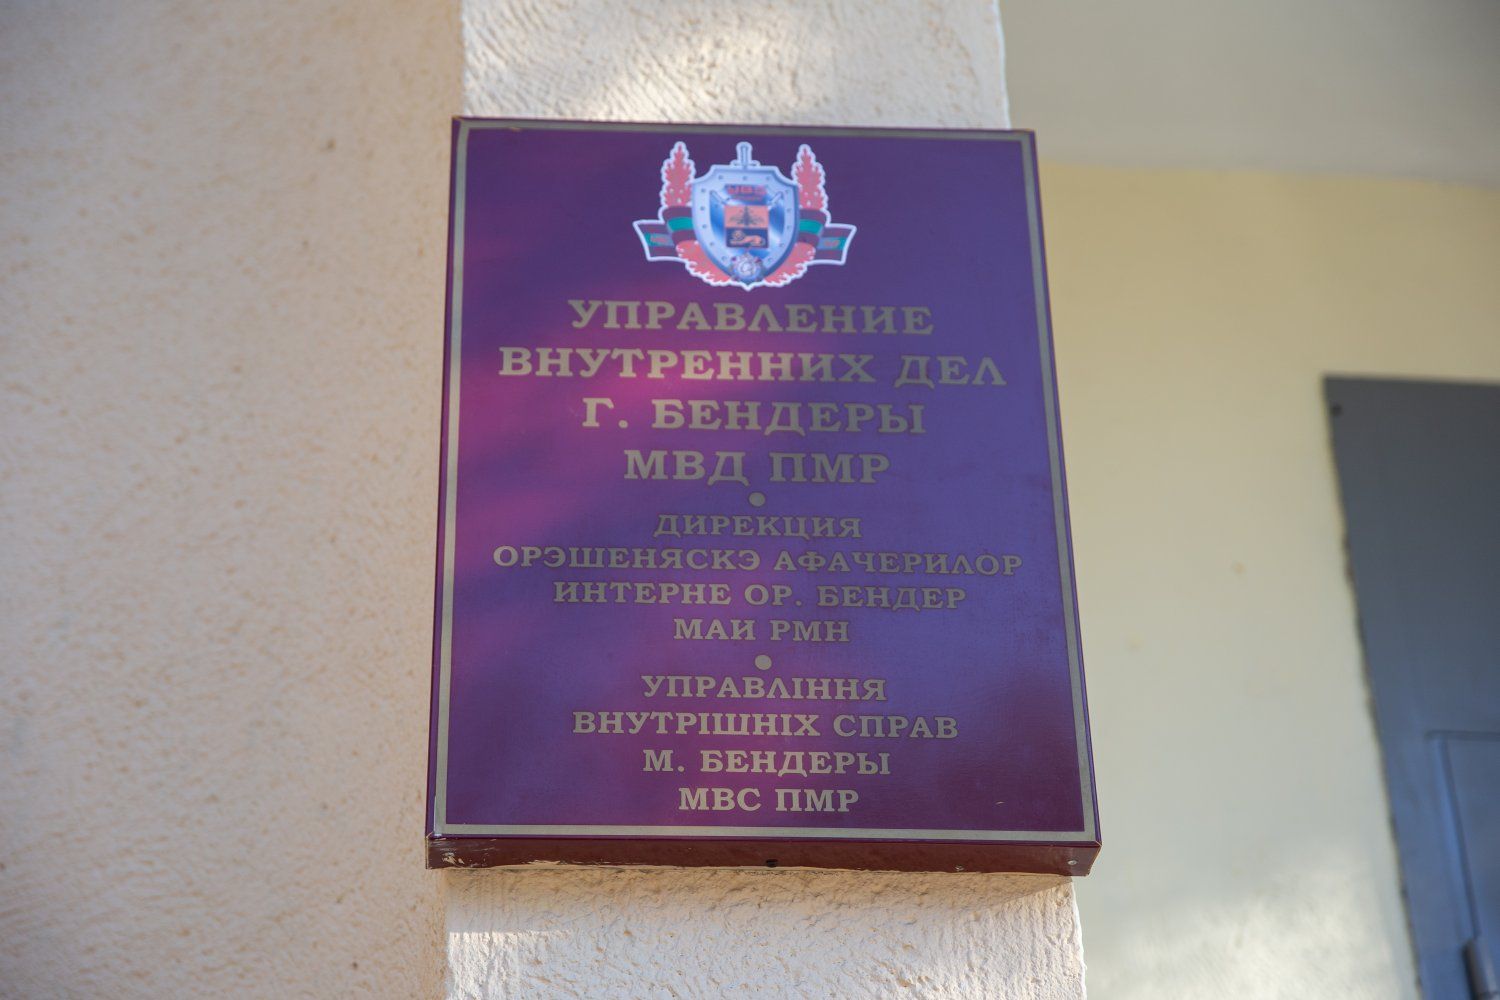 УВД
УПРАВЛЕНИЕ
ВНУТРЕННИХ ДЕЛ
Г. БЕНДЕРЫ
МВД ПМР
ДИРЕКЦИЯ
ОРЭШЕНЯСКЭ АФАЧЕРИЛОР
ИНТЕРНЕ ОР. БЕНДЕР
МАИ РМН
УПРАВЛІННЯ
ВНУТРІШНІХ СПРАВ
М. БЕНДЕРЫ
МВС ПМР